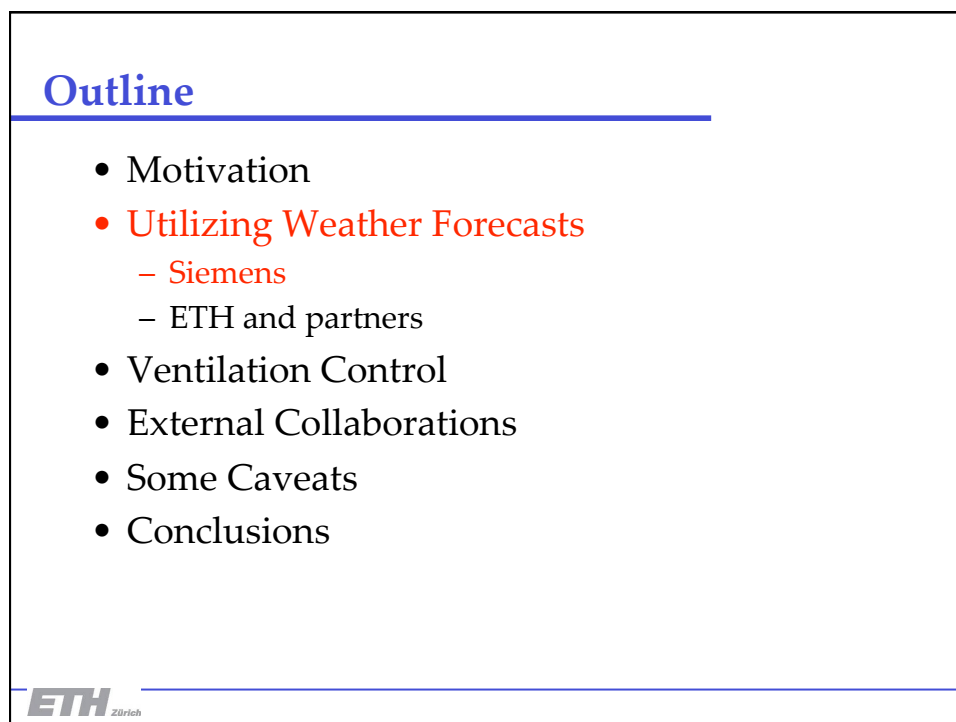 Outline
• Motivation
• Utilizing Weather Forecasts
– Siemens
– ETH and partners
• Ventilation Control
• External Collaborations
• Some Caveats
• Conclusions
ETH Zürich